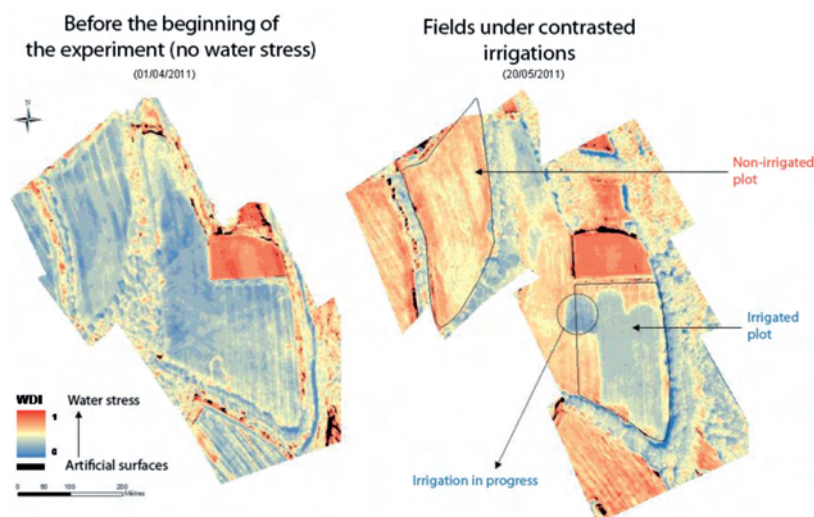 Before the beginning of
the experiment (no water stress)
(01/04/2011)
Fields under contrasted
irrigations
(20/05/2011)
N
Non-irrigated
plot
Irrigated
plot
Irrigation in progress
WDI
Water stress
1
0
Artificial surfaces
0 50 100 200
Mètres